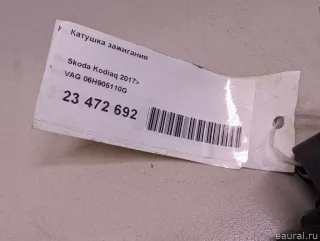 Катушка зажигания
Skoda Kodiaq 2017>
VAG 06H905110G
23 472 692
eaural.ru